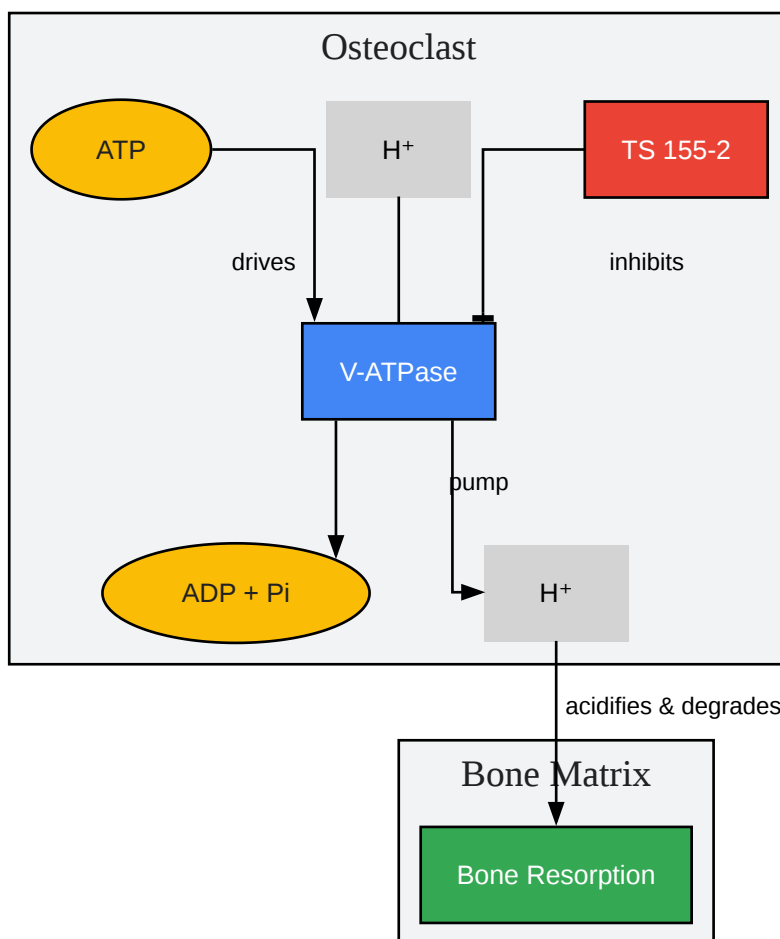 Osteoclast
ATP
H⁺
TS 155-2
drives
inhibits
V-ATPase
pump
ADP + Pi
H⁺
acidifies & degrades
Bone Matrix
Bone Resorption